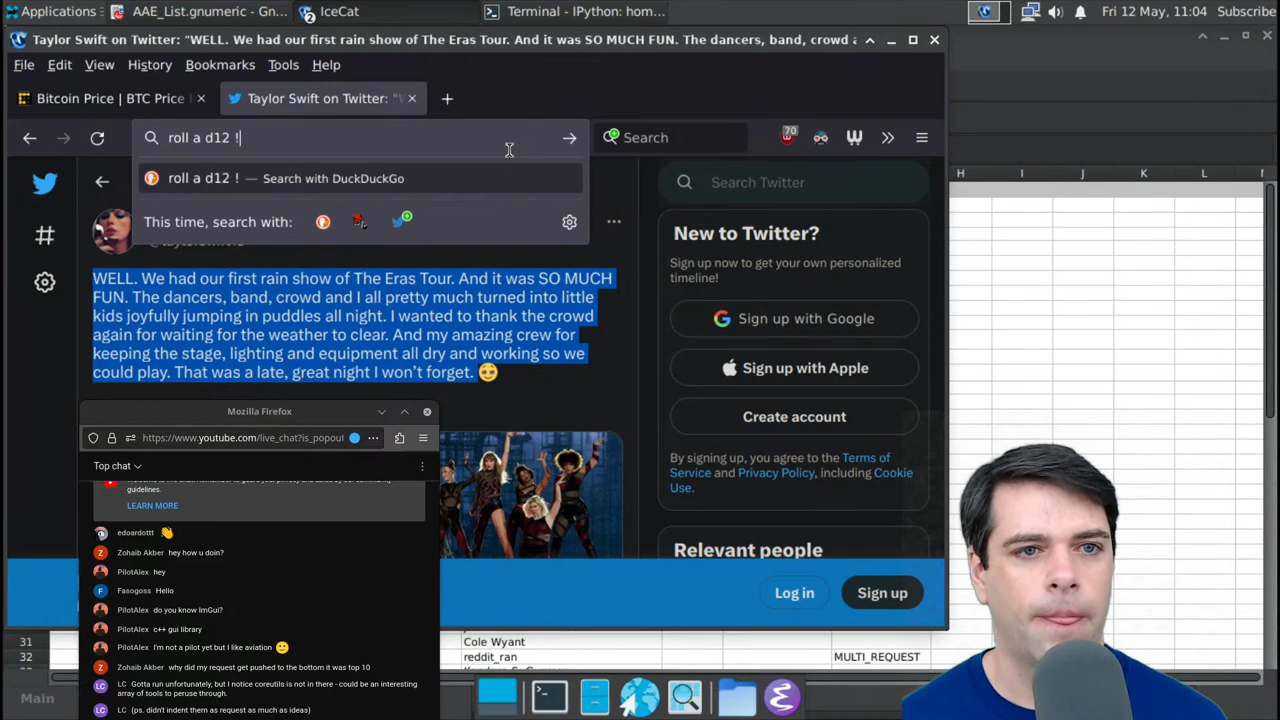 Applications
AAE_List.gnumeric - Gn...
2
IceCat
Terminal - IPython: hom...
Fri 12 May, 11:04
Subscribe
Taylor Swift on Twitter: "WELL. We had our first rain show of The Eras Tour. And it was SO MUCH FUN. The dancers, band, crowd a
File Edit View History Bookmarks Tools Help
Bitcoin Price | BTC Price
Taylor Swift on Twitter: "V
roll a d12 !
Search
70
roll a d12 ! — Search with DuckDuckGo
This time, search with:
Search Twitter
WELL. We had our first rain show of The Eras Tour. And it was SO MUCH
FUN. The dancers, band, crowd and I all pretty much turned into little
kids joyfully jumping in puddles all night. I wanted to thank the crowd
again for waiting for the weather to clear. And my amazing crew for
keeping the stage, lighting and equipment all dry and working so we
could play. That was a late, great night I won't forget. 🥹
New to Twitter?
Sign up now to get your own personalized
timeline!
Sign up with Google
Sign up with Apple
Create account
By signing up, you agree to the Terms of
Service and Privacy Policy, including Cookie
Use.
Relevant people
Log in
Sign up
H I J K L
Mozilla Firefox
https://www.youtube.com/live_chat?is_popout
Top chat
guidelines.
LEARN MORE
edoardottt 👋
Z Zohaib Akber hey how u doin?
PilotAlex hey
F Fasogoss Hello
PilotAlex do you know ImGui?
PilotAlex c++ gui library
PilotAlex I'm not a pilot yet but I like aviation 🙂
Z Zohaib Akber why did my request get pushed to the bottom it was top 10
LC LC Gotta run unfortunately, but I notice coreutils is not in there - could be an interesting
array of tools to peruse through.
LC LC (ps. didn't indent them as request as much as ideas)
31 Cole Wyant
32 reddit_ran MULTI_REQUEST
Main